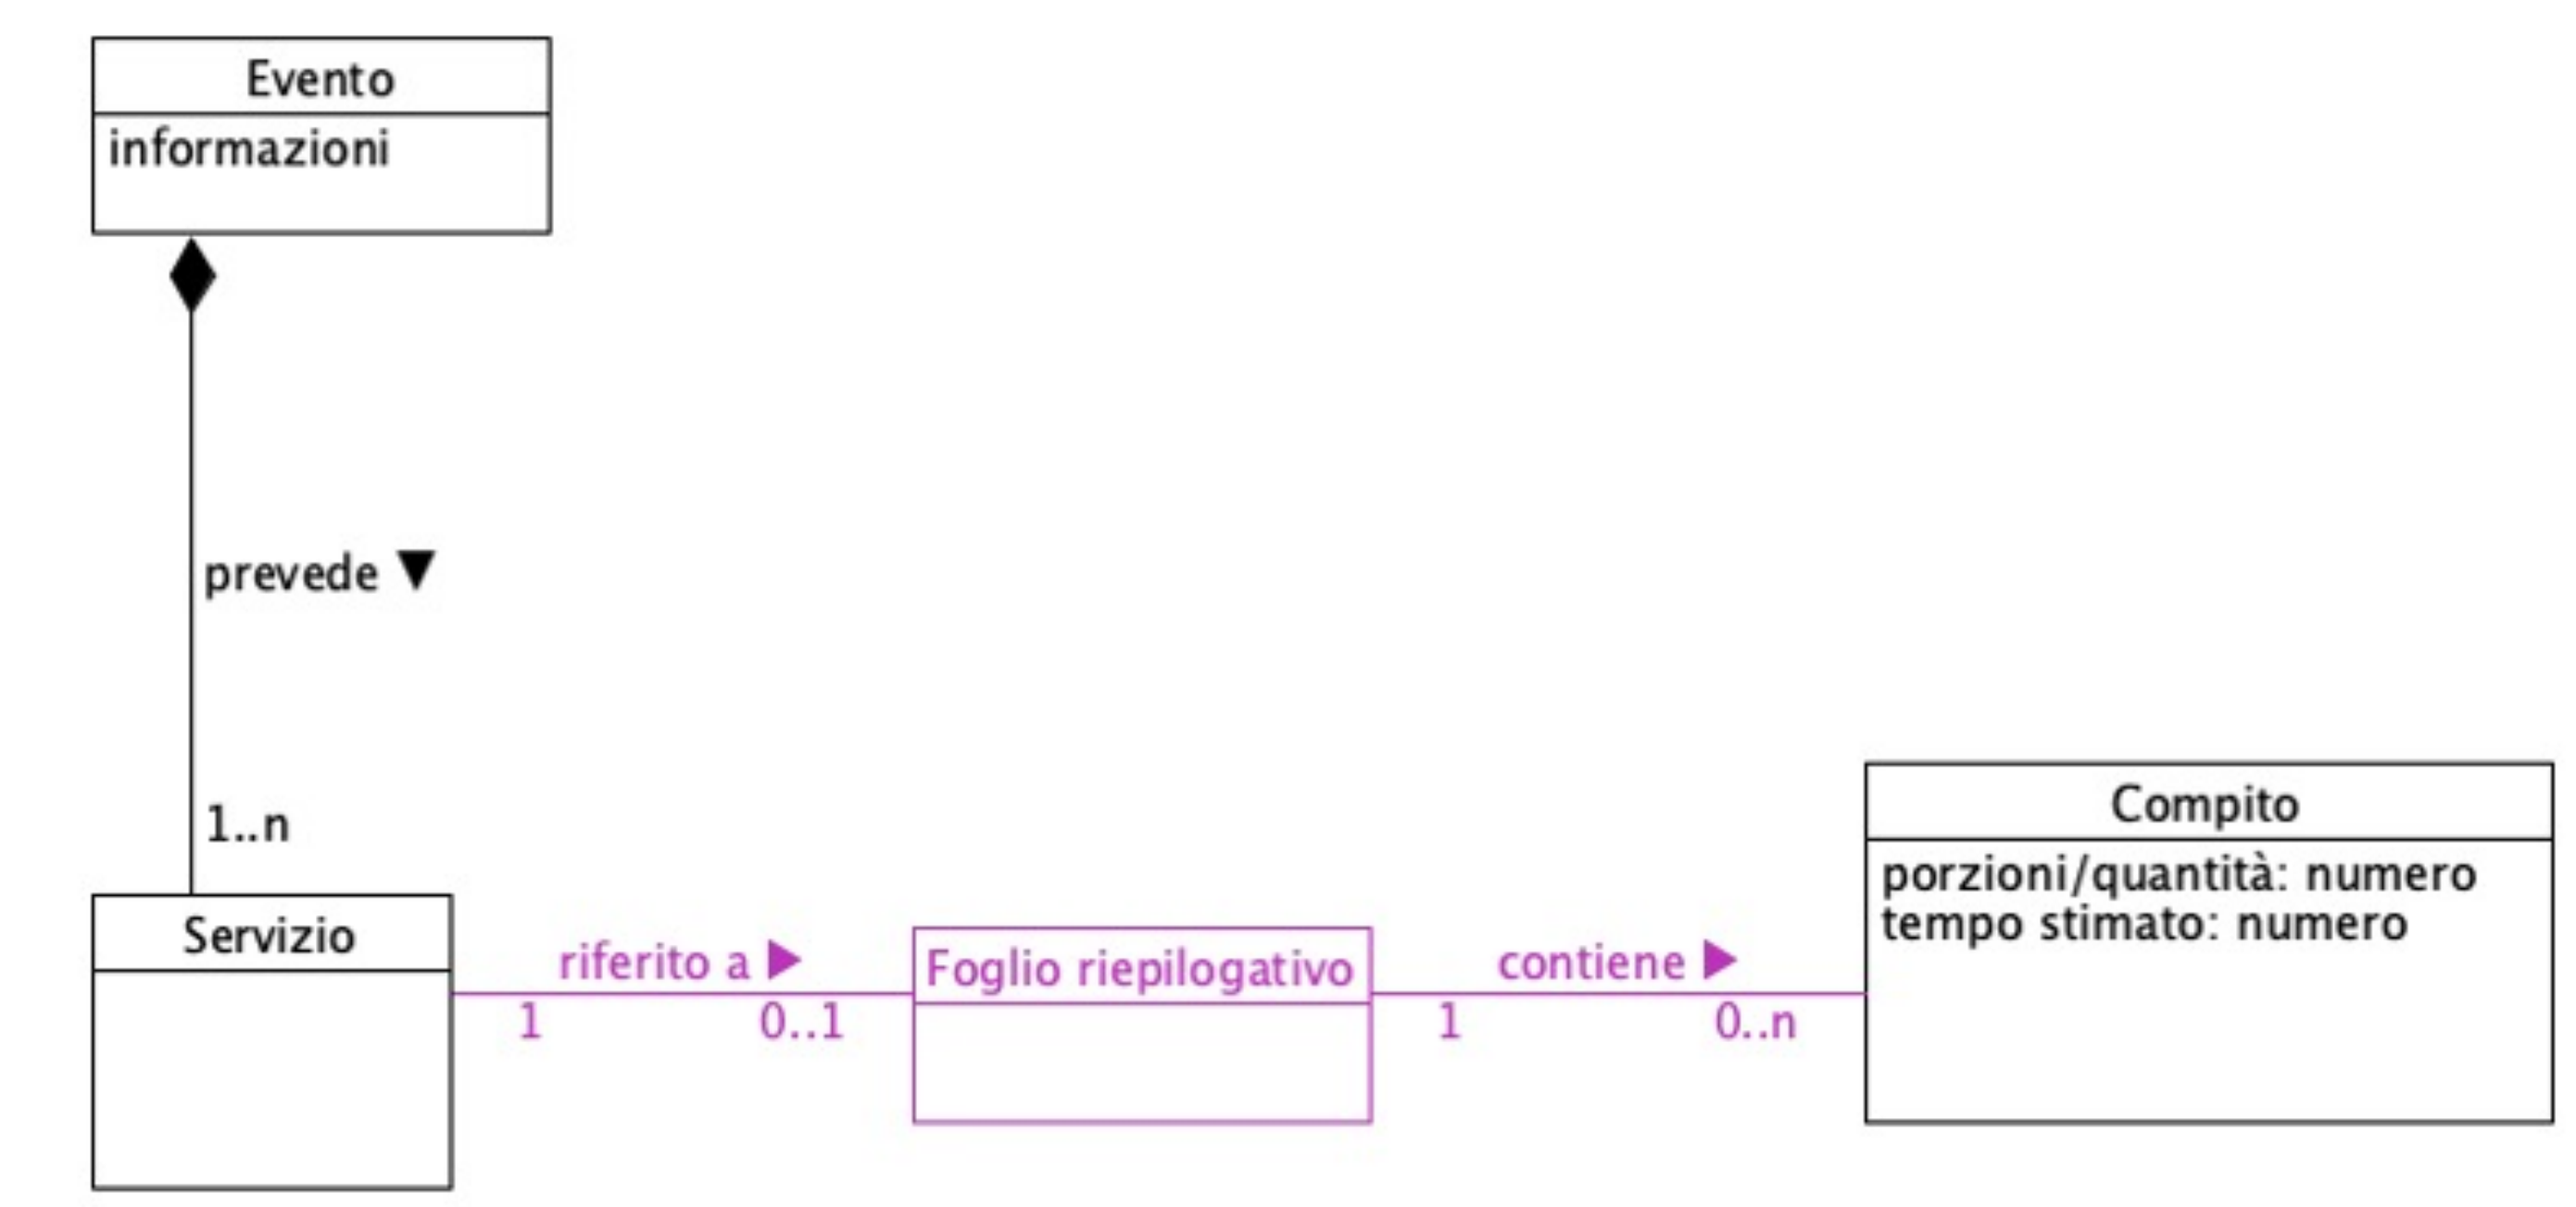 Evento
informazioni
prevede ▼
1..n
Servizio
riferito a ▶
1
0..1
Foglio riepilogativo
contiene ▶
1
0..n
Compito
porzioni/quantità: numero
tempo stimato: numero